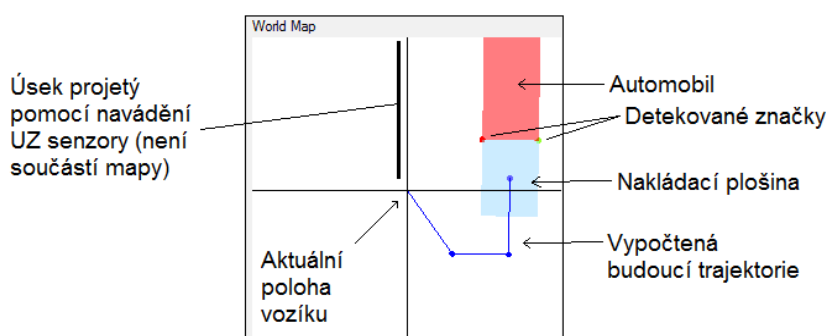 World Map
Úsek projetý
pomocí navádění
UZ senzory (není
součástí mapy)
Automobil
Detekované značky
Nakládací plošina
Aktuální
poloha
vozíku
Vypočtená
budoucí trajektorie